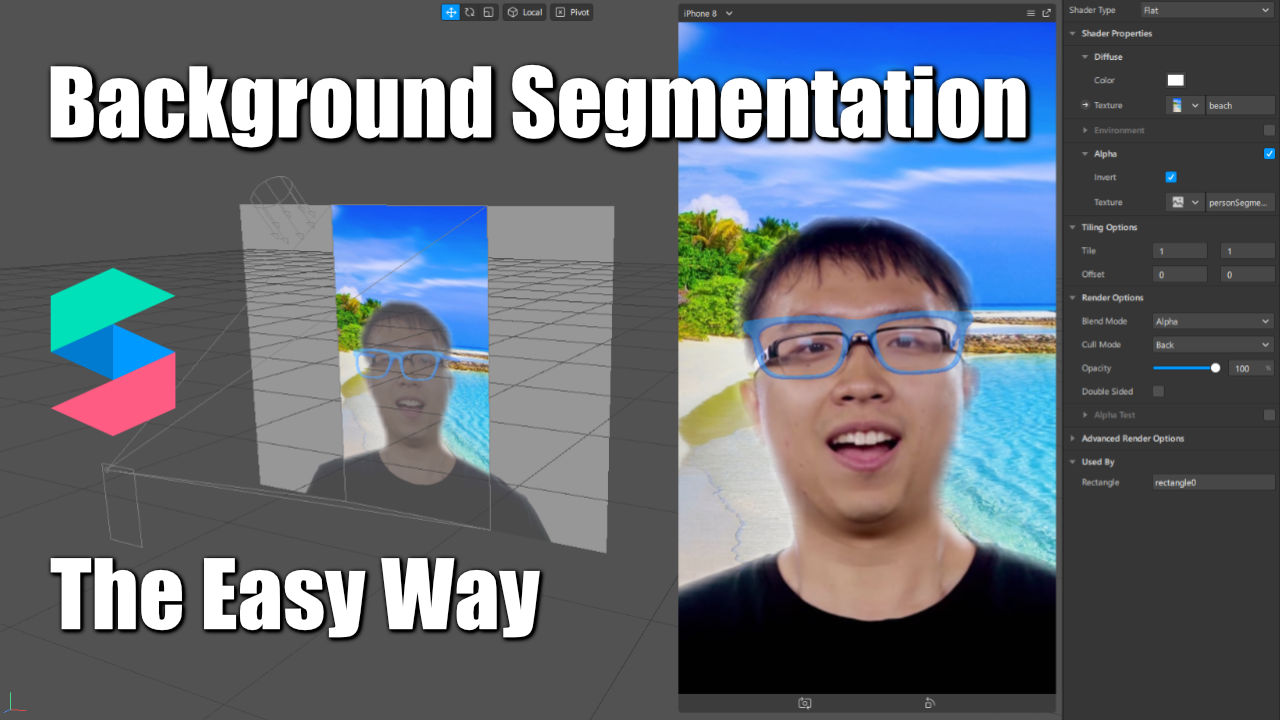 Local
Pivot
iPhone 8
Background Segmentation
The Easy Way
Shader Type Flat
Shader Properties
Diffuse
Color
Texture beach
Environment
Alpha
Invert
Texture personSegme...
Tiling Options
Tile 1 1
Offset 0 0
Render Options
Blend Mode Alpha
Cull Mode Back
Opacity 100 %
Double Sided
Alpha Test
Advanced Render Options
Used By
Rectangle rectangle0